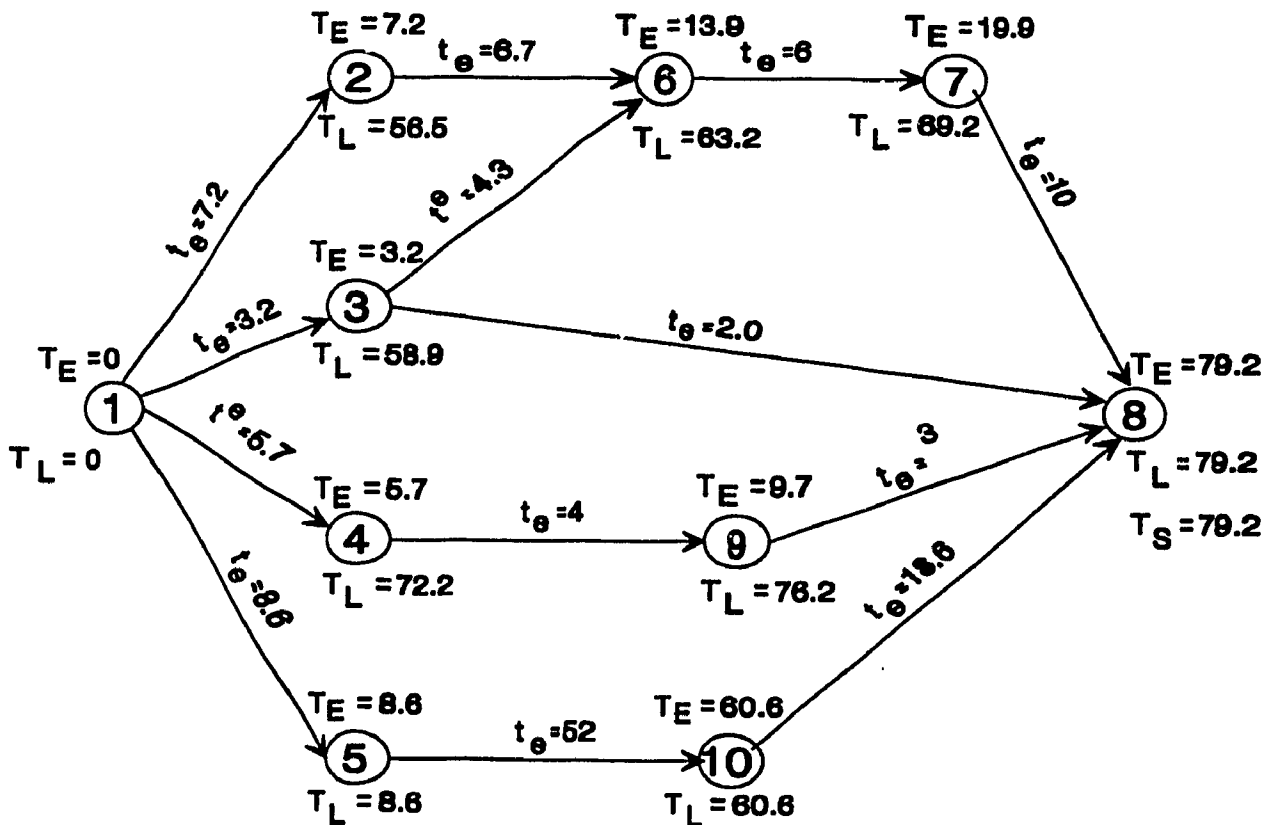 T_E =7.2
T_E =13.9
T_E =19.9
t_e =6.7
t_e =6
2
6
7
T_L =56.5
T_L =63.2
T_L =69.2
t_e =7.2
t_e =4.3
t_e =10
T_E =3.2
3
T_L =58.9
t_e =3.2
t_e =2.0
T_E =0
1
T_L =0
T_E =79.2
8
T_L =79.2
T_S =79.2
t_e =5.7
t_e = 3
T_E =5.7
T_E =9.7
4
t_e =4
9
T_L =72.2
T_L =76.2
t_e =8.6
t_e =18.6
T_E =8.6
T_E =60.6
5
t_e =52
10
T_L =8.6
T_L =60.6